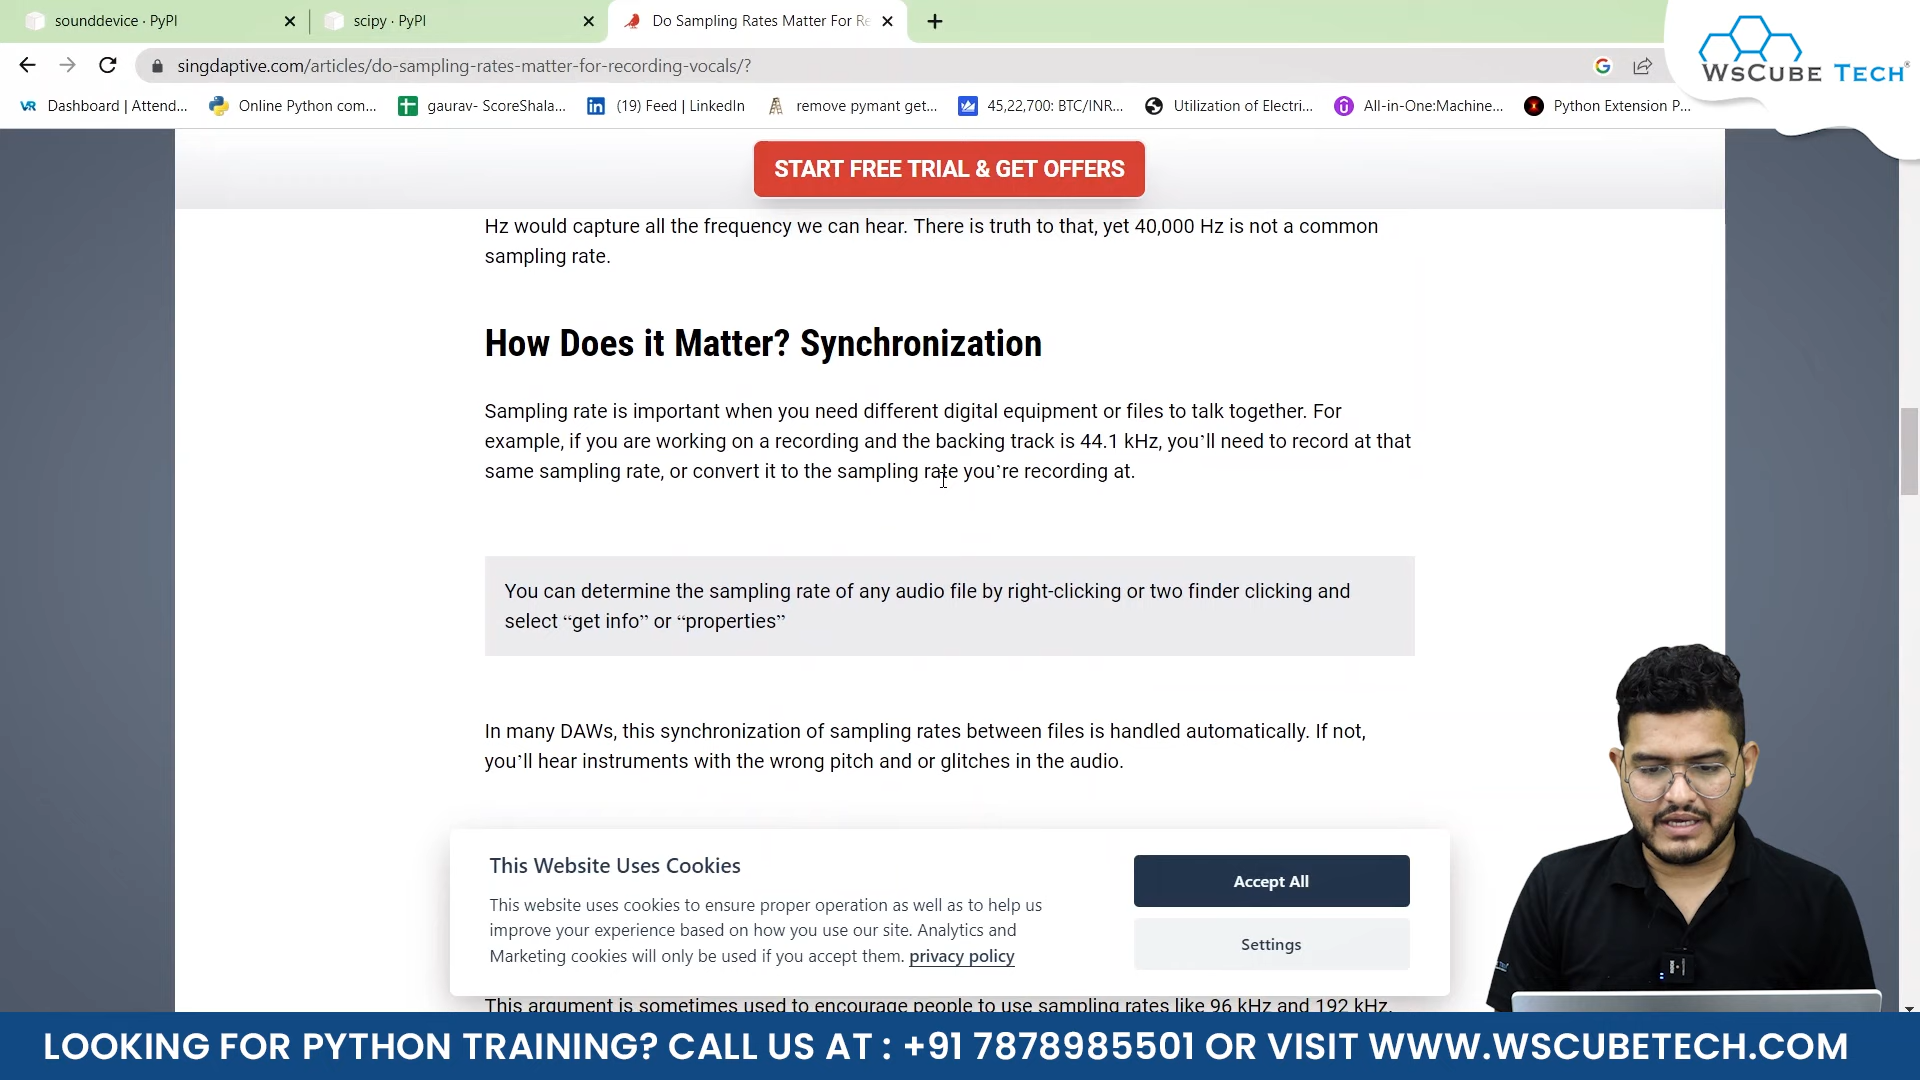 sounddevice · PyPI
scipy · PyPI
Do Sampling Rates Matter For Re
singdaptive.com/articles/do-sampling-rates-matter-for-recording-vocals/?
WsCube Tech
Dashboard | Attend...
Online Python com...
gaurav- ScoreShala...
(19) Feed | LinkedIn
remove pymant get...
45,22,700: BTC/INR...
Utilization of Electri...
All-in-One:Machine...
Python Extension P...
START FREE TRIAL & GET OFFERS
Hz would capture all the frequency we can hear. There is truth to that, yet 40,000 Hz is not a common
sampling rate.
How Does it Matter? Synchronization
Sampling rate is important when you need different digital equipment or files to talk together. For
example, if you are working on a recording and the backing track is 44.1 kHz, you’ll need to record at that
same sampling rate, or convert it to the sampling rate you’re recording at.
You can determine the sampling rate of any audio file by right-clicking or two finder clicking and
select “get info” or “properties”
In many DAWs, this synchronization of sampling rates between files is handled automatically. If not,
you’ll hear instruments with the wrong pitch and or glitches in the audio.
This Website Uses Cookies
This website uses cookies to ensure proper operation as well as to help us
improve your experience based on how you use our site. Analytics and
Marketing cookies will only be used if you accept them. privacy policy
Accept All
Settings
This argument is sometimes used to encourage people to use sampling rates like 96 kHz and 192 kHz.
LOOKING FOR PYTHON TRAINING? CALL US AT : +91 7878985501 OR VISIT WWW.WSCUBETECH.COM